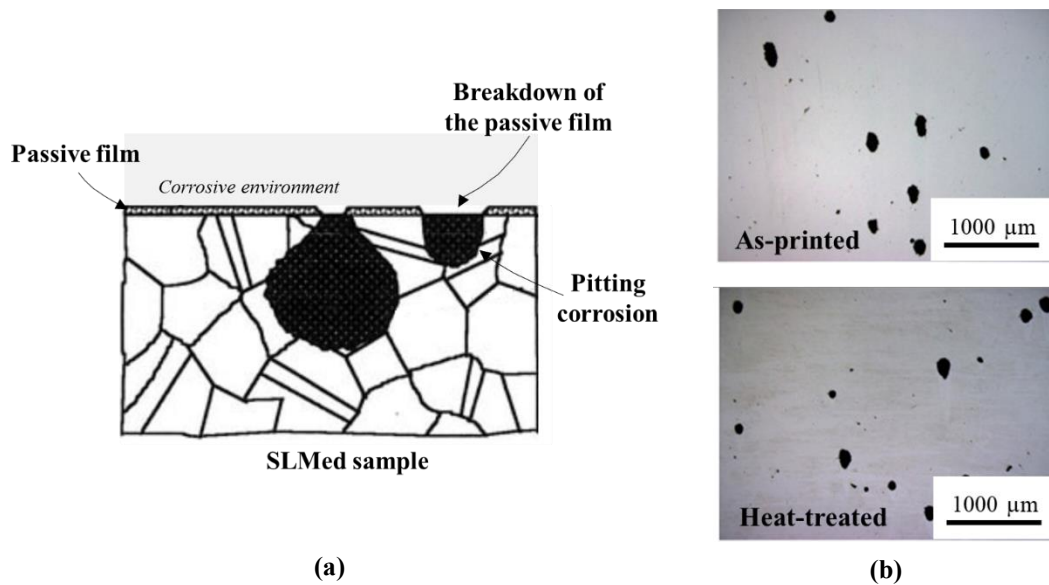 Breakdown of
the passive film
Passive film
Corrosive environment
Pitting
corrosion
SLMed sample
(a)
As-printed
1000 µm
Heat-treated
1000 µm
(b)